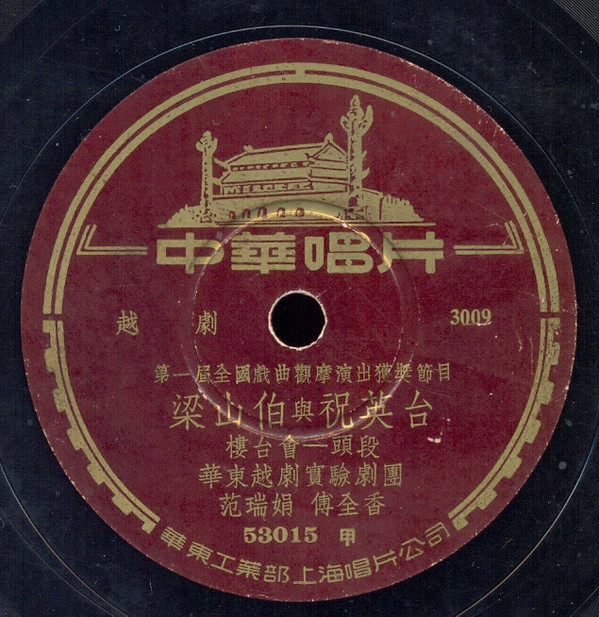 中華唱片
越劇 3009
第一屆全國戲曲觀摩演出獲獎節目
梁山伯與祝英台
樓台會一頭段
華東越劇實驗劇團
范瑞娟 傅全香
53015 甲
華東工業部上海唱片公司